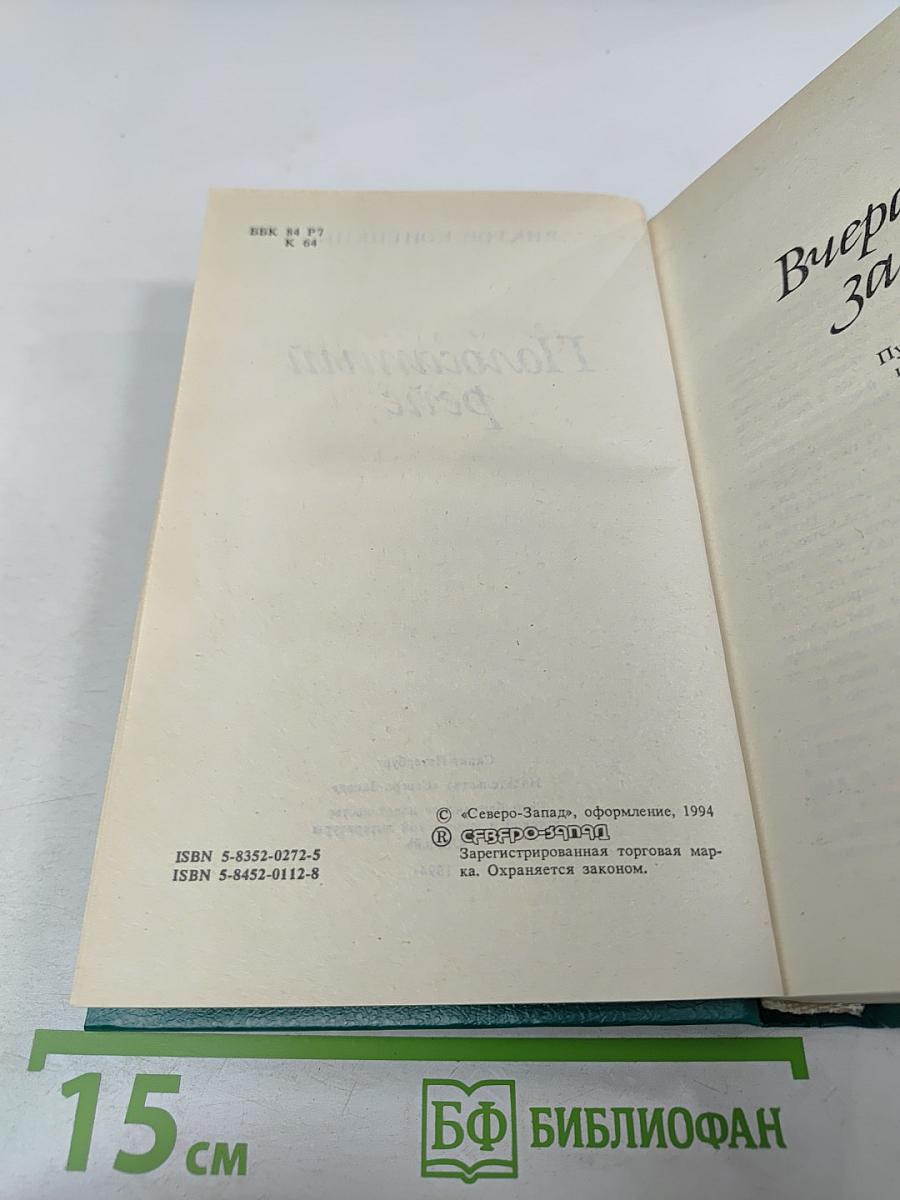 ББК 84 Р7
К 64
© «Северо-Запад», оформление, 1994
® СЕВЕРО-ЗАПАД
Зарегистрированная торговая мар-
ка. Охраняется законом.
ISBN 5-8352-0272-5
ISBN 5-8452-0112-8
Вчера
за
Пу
15 см
БФ БИБЛИОФАН